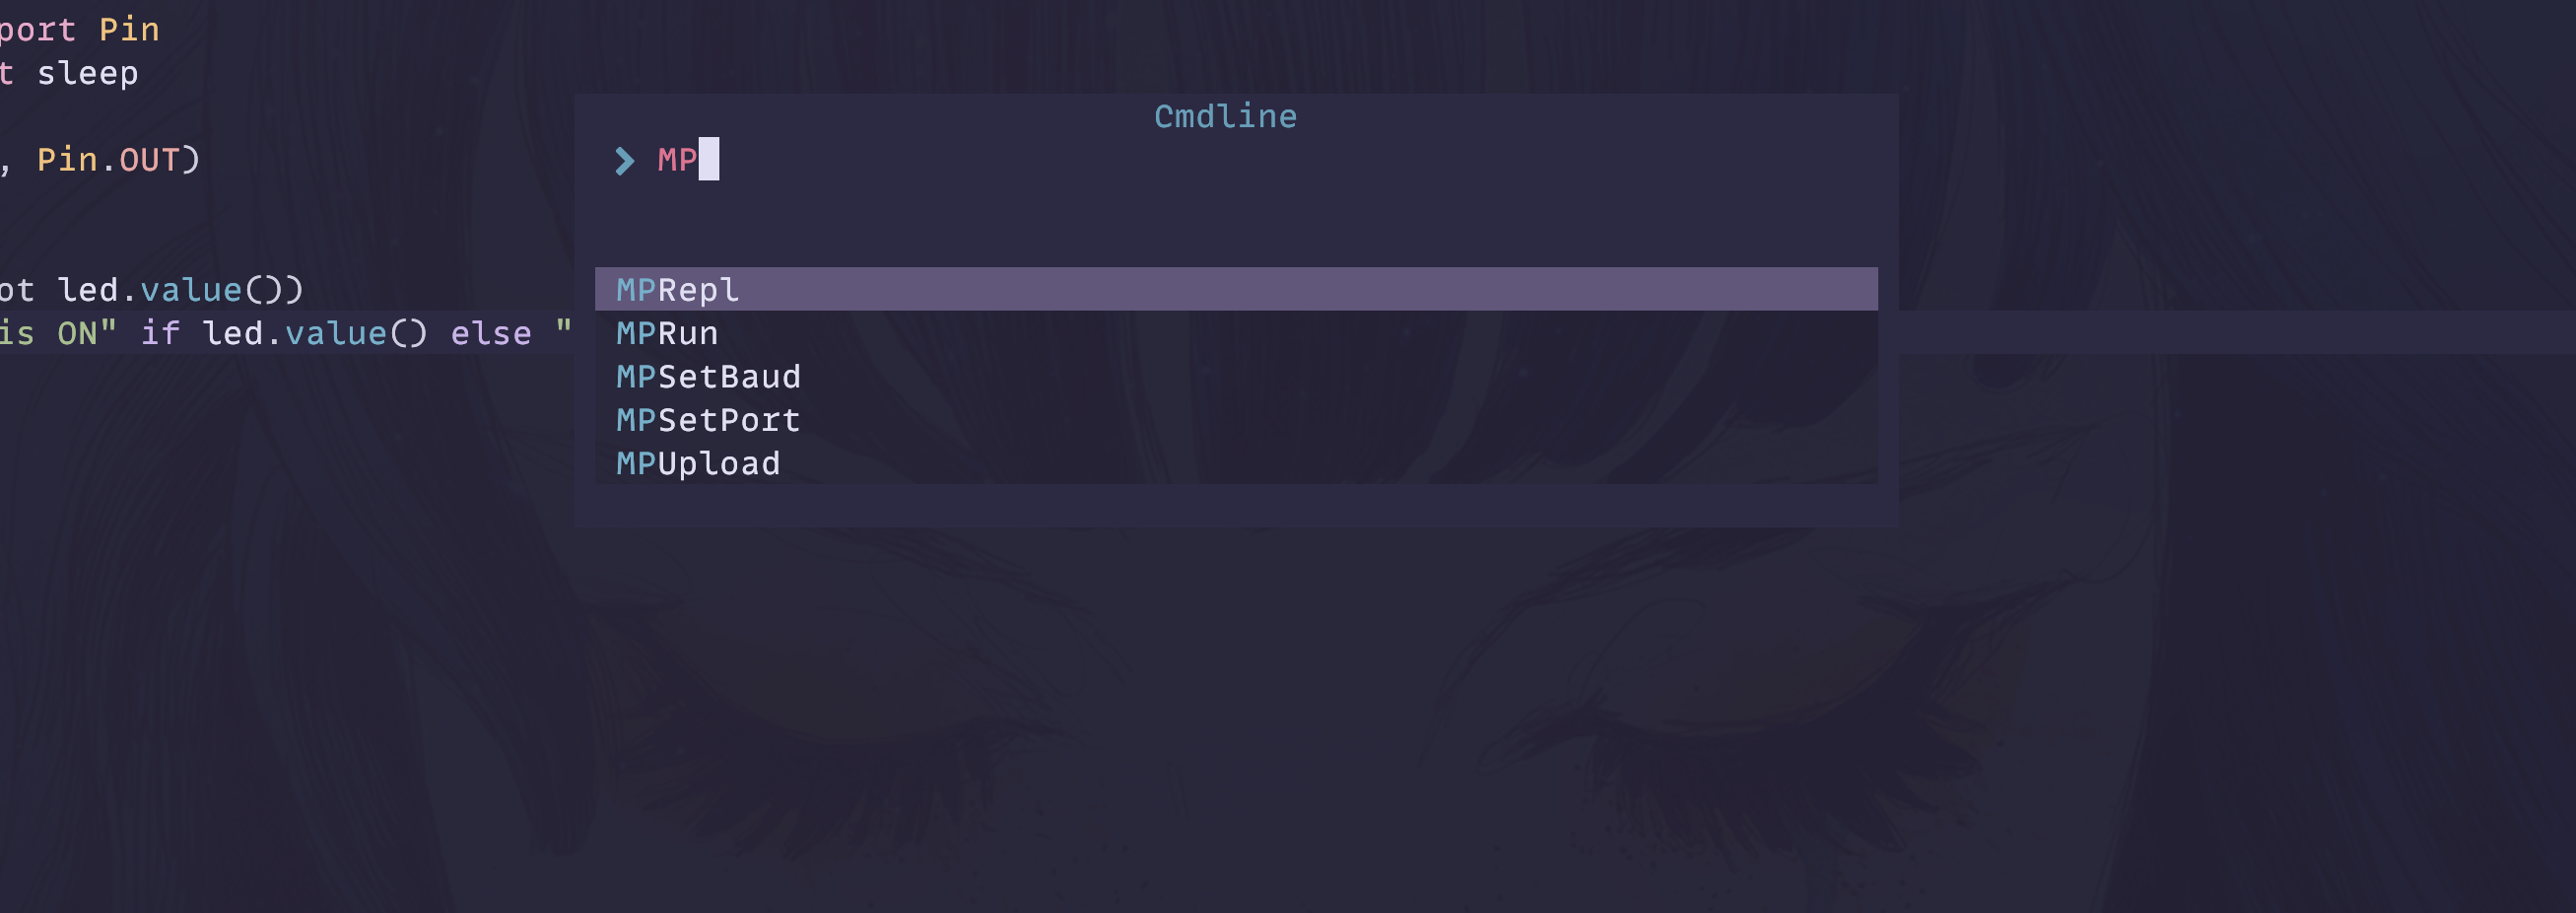 port Pin
t sleep
Cmdline
, Pin.OUT)
❯ MP
ot led.value())
MPRepl
is ON" if led.value() else "
MPRun
MPSetBaud
MPSetPort
MPUpload